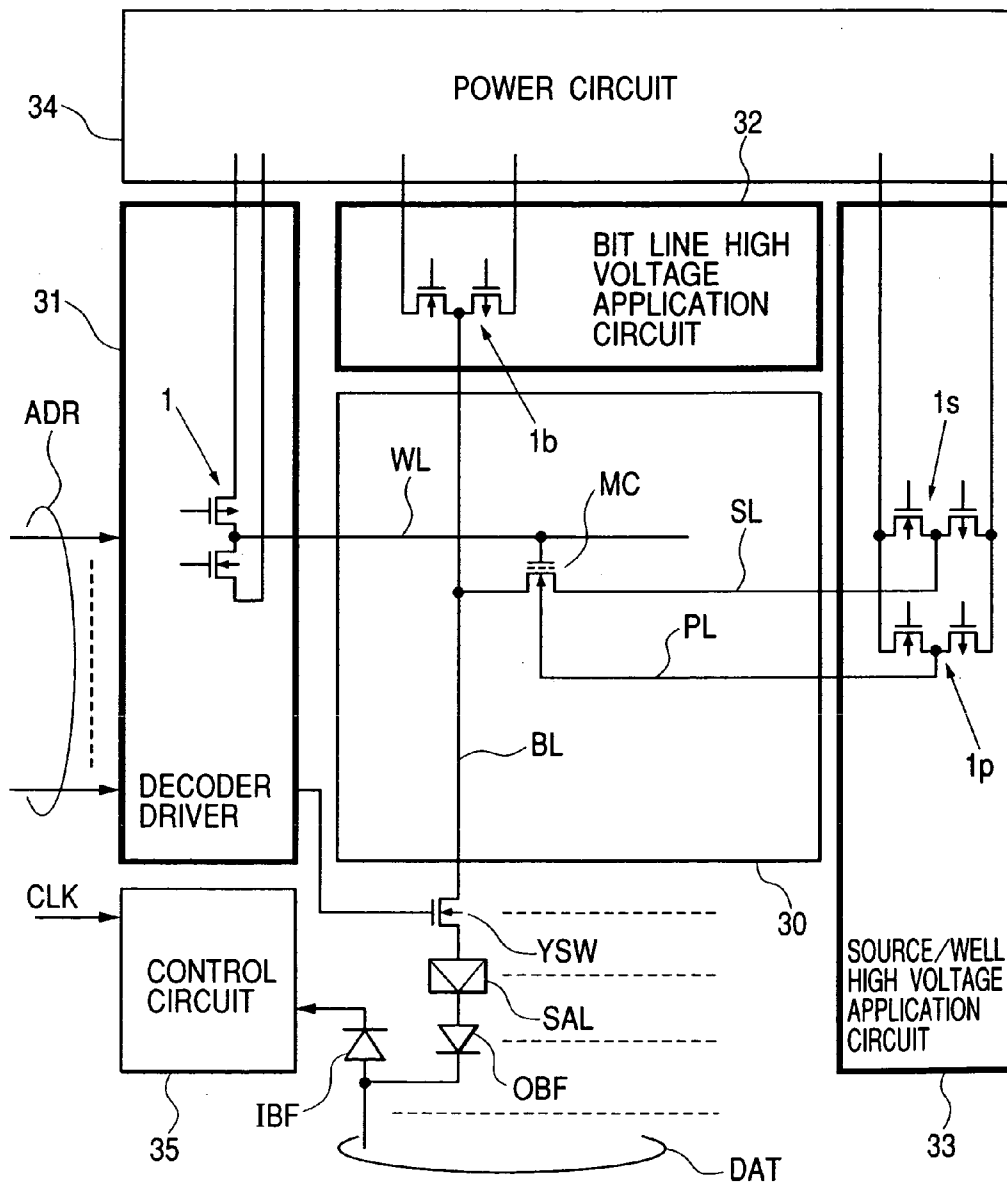 POWER CIRCUIT
34
32
BIT LINE HIGH
VOLTAGE
APPLICATION
CIRCUIT
31
1
1b
1s
ADR
WL
MC
SL
PL
BL
1p
DECODER
DRIVER
CLK
30
YSW
CONTROL
CIRCUIT
SAL
SOURCE/WELL
HIGH VOLTAGE
APPLICATION
CIRCUIT
IBF
OBF
35
33
DAT